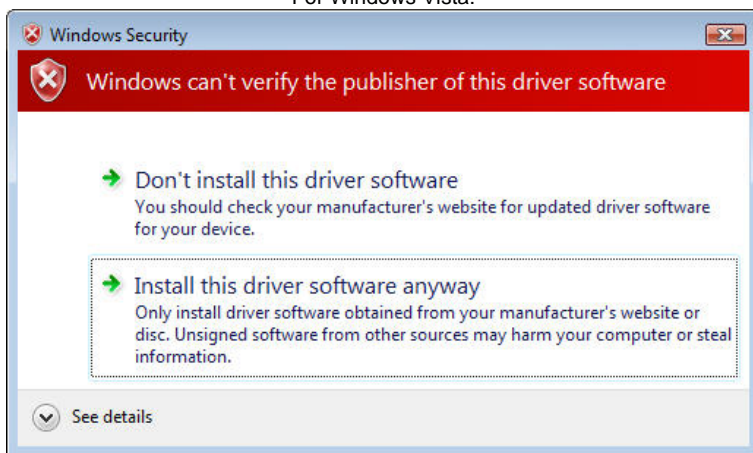 For Windows Vista:
Windows Security
Windows can't verify the publisher of this driver software
Don't install this driver software
You should check your manufacturer's website for updated driver software
for your device.
Install this driver software anyway
Only install driver software obtained from your manufacturer's website or
disc. Unsigned software from other sources may harm your computer or steal
information.
See details